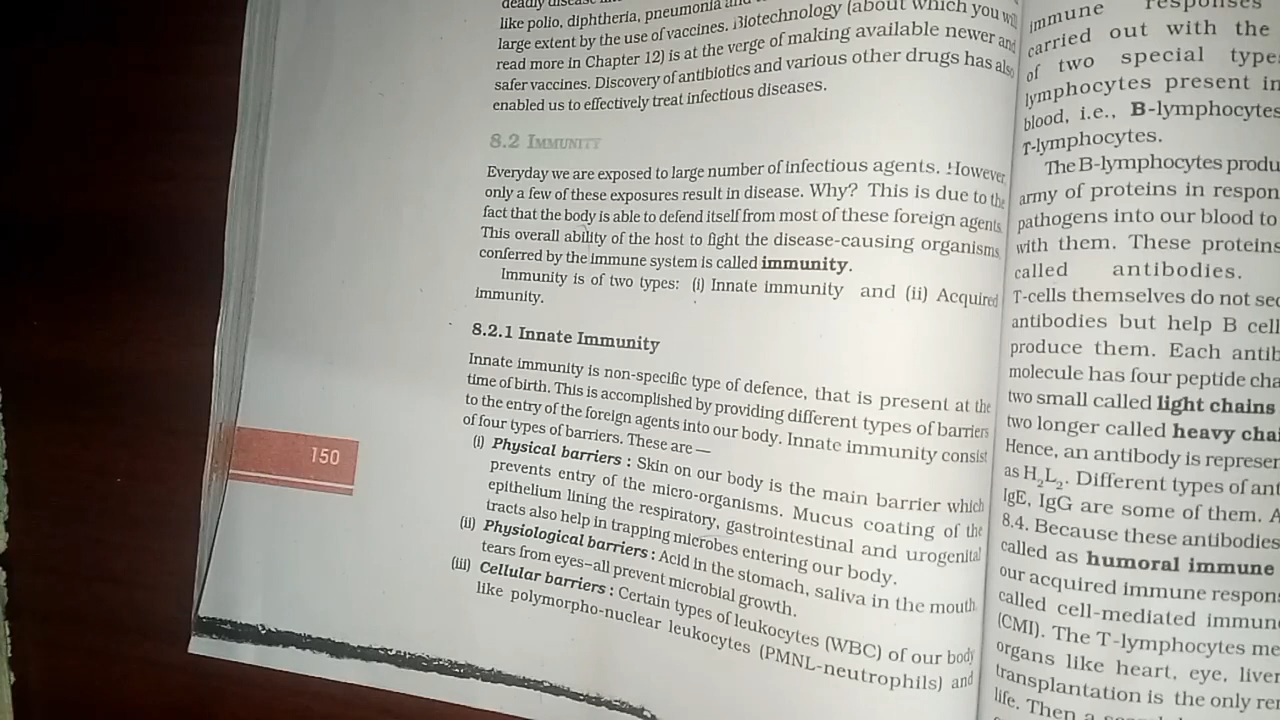 like polio, diphtheria, pneumonia and
large extent by the use of vaccines. Biotechnology (about which you will
read more in Chapter 12) is at the verge of making available newer and
safer vaccines. Discovery of antibiotics and various other drugs has also
enabled us to effectively treat infectious diseases.
8.2 IMMUNITY
Everyday we are exposed to large number of infectious agents. However,
only a few of these exposures result in disease. Why? This is due to the
fact that the body is able to defend itself from most of these foreign agents.
This overall ability of the host to fight the disease-causing organisms,
conferred by the immune system is called immunity.
Immunity is of two types: (i) Innate immunity and (ii) Acquired
immunity.
8.2.1 Innate Immunity
Innate immunity is non-specific type of defence, that is present at the
time of birth. This is accomplished by providing different types of barriers
to the entry of the foreign agents into our body. Innate immunity consist
of four types of barriers. These are —
(i) Physical barriers : Skin on our body is the main barrier which
prevents entry of the micro-organisms. Mucus coating of the
epithelium lining the respiratory, gastrointestinal and urogenital
tracts also help in trapping microbes entering our body.
(ii) Physiological barriers : Acid in the stomach, saliva in the mouth,
tears from eyes–all prevent microbial growth.
(iii) Cellular barriers : Certain types of leukocytes (WBC) of our body
like polymorpho-nuclear leukocytes (PMNL-neutrophils) and
150
immune responses
carried out with the
of two special
lymphocytes present in
blood, i.e., B-lymphocytes
T-lymphocytes.
The B-lymphocytes
army of proteins in
pathogens into our blood to
with them. These proteins
called antibodies.
T-cells themselves do not
antibodies but help B
produce them. Each
molecule has four peptide
two small called light chains
two longer called heavy
Hence, an antibody is
as H₂L₂. Different types of
IgE, IgG are some of them.
8.4. Because these antibodies
called as humoral immune
our acquired immune
called cell-mediated
(CMI). The T-lymphocytes
organs like heart, eye,
transplantation is the only
life. Then a